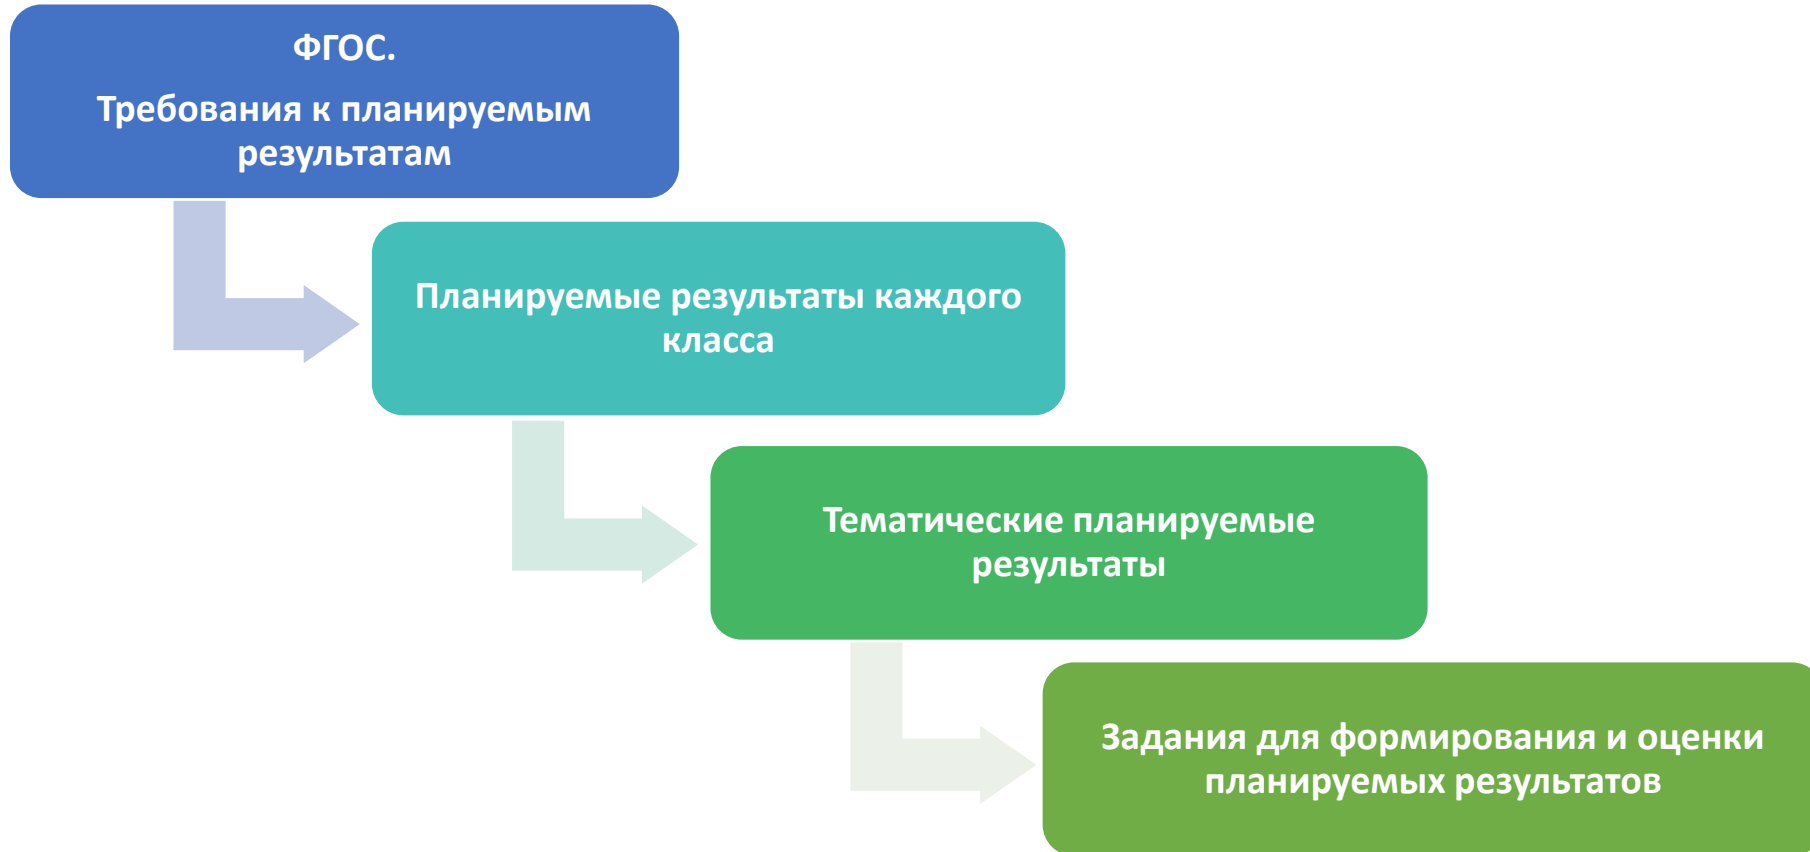 ФГОС.
Требования к планируемым
результатам
Планируемые результаты каждого
класса
Тематические планируемые
результаты
Задания для формирования и оценки
планируемых результатов